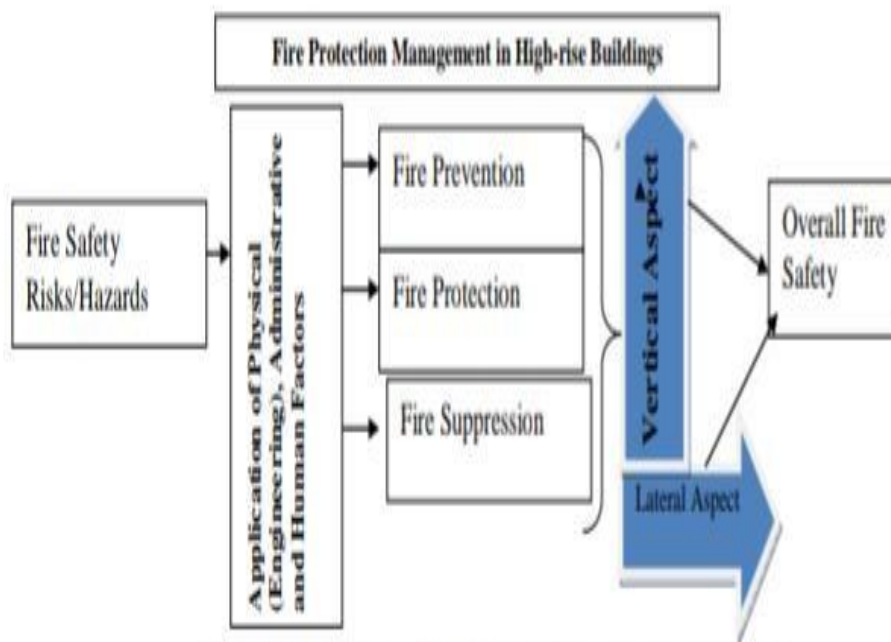 Fire Protection Management in High-rise Buildings
Fire Safety
Risks/Hazards
Application of Physical
(Engineering), Administrative
and Human Factors
Fire Prevention
Fire Protection
Fire Suppression
Vertical Aspect
Lateral Aspect
Overall Fire
Safety